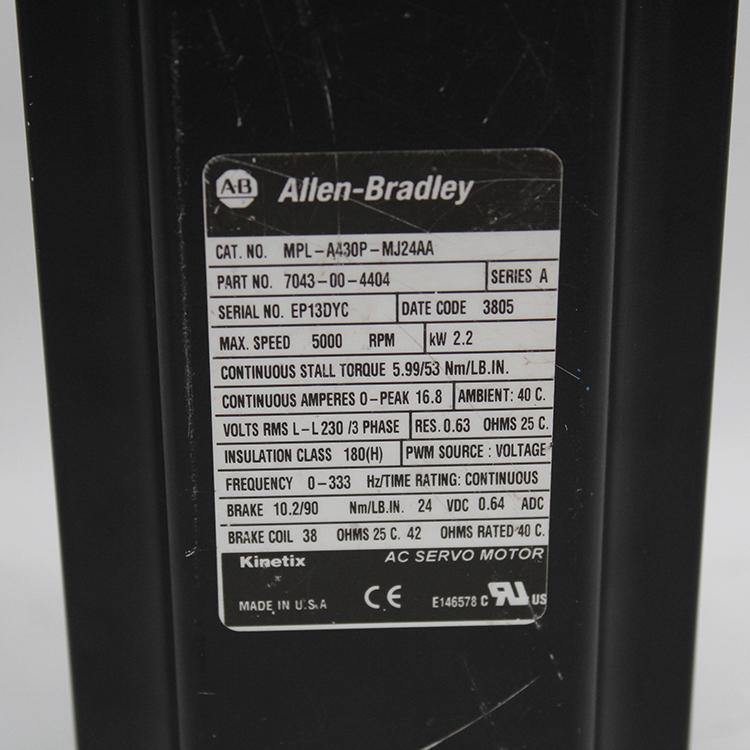 AB Allen-Bradley
CAT. NO. MPL-A430P-MJ24AA
PART NO. 7043-00-4404 SERIES A
SERIAL NO. EP13DYC DATE CODE 3805
MAX. SPEED 5000 RPM kW 2.2
CONTINUOUS STALL TORQUE 5.99/53 Nm/LB.IN.
CONTINUOUS AMPERES 0-PEAK 16.8 AMBIENT: 40 C.
VOLTS RMS L-L 230 /3 PHASE RES. 0.63 OHMS 25 C.
INSULATION CLASS 180(H) PWM SOURCE : VOLTAGE
FREQUENCY 0-333 Hz/TIME RATING: CONTINUOUS
BRAKE 10.2/90 Nm/LB.IN. 24 VDC 0.64 ADC
BRAKE COIL 38 OHMS 25 C. 42 OHMS RATED 40 C.
Kinetix AC SERVO MOTOR
MADE IN U.S.A CE E146578 C RU US